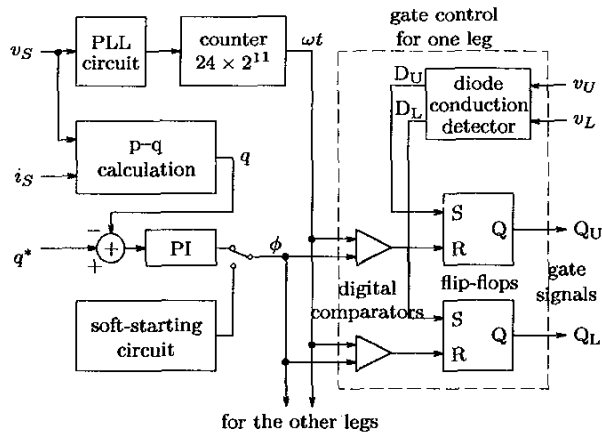 gate control
for one leg
v_S
PLL
circuit
counter
24 × 2^11
ωt
D_U
D_L
diode
conduction
detector
v_U
v_L
p–q
calculation
i_S
q
S
Q
R
Q_U
q*
−
+
+
PI
ϕ
digital
comparators
flip-flops
gate
signals
soft-starting
circuit
S
Q
R
Q_L
for the other legs